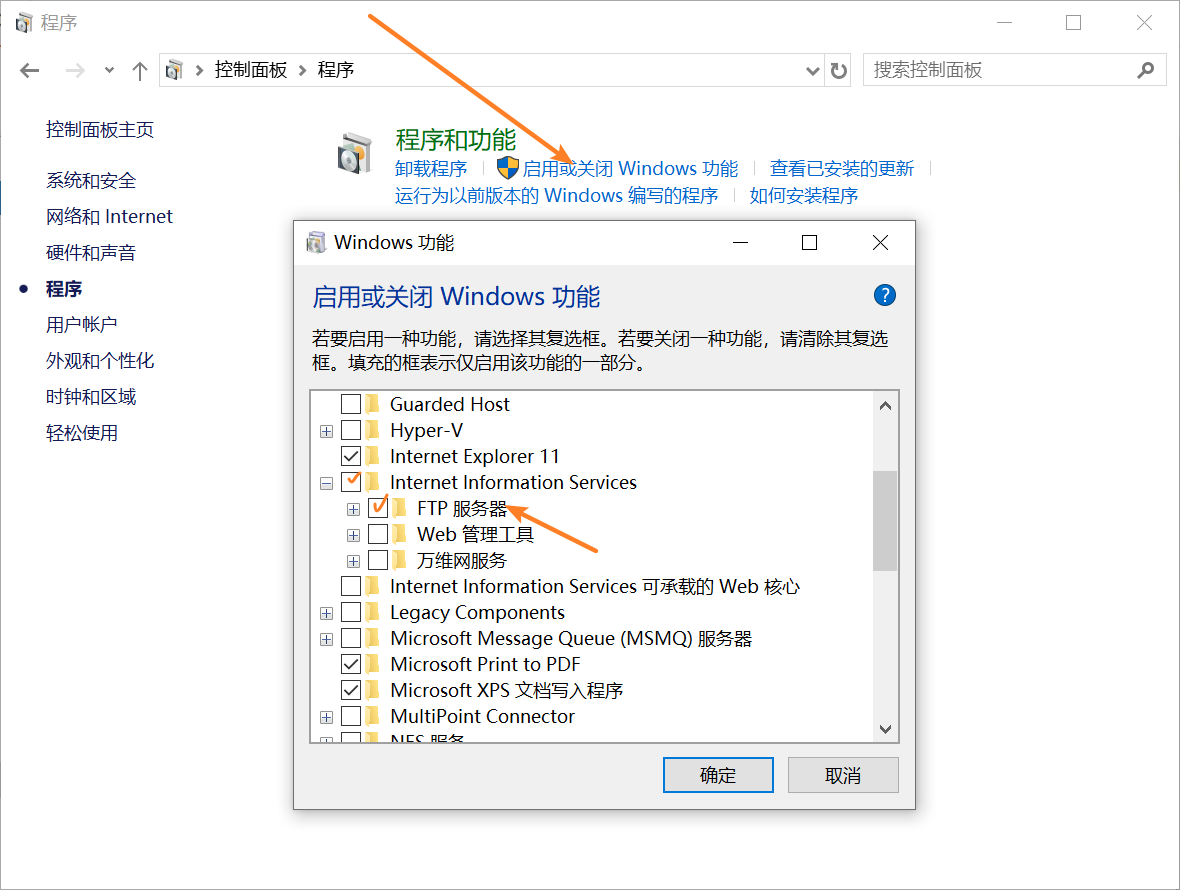 程序
控制面板 程序
搜索控制面板
控制面板主页
系统和安全
网络和 Internet
硬件和声音
程序
用户帐户
外观和个性化
时钟和区域
轻松使用
程序和功能
卸载程序 启用或关闭 Windows 功能 查看已安装的更新
运行为以前版本的 Windows 编写的程序 如何安装程序
Windows 功能
启用或关闭 Windows 功能
若要启用一种功能，请选择其复选框。若要关闭一种功能，请清除其复选
框。填充的框表示仅启用该功能的一部分。
Guarded Host
Hyper-V
Internet Explorer 11
Internet Information Services
FTP 服务器
Web 管理工具
万维网服务
Internet Information Services 可承载的 Web 核心
Legacy Components
Microsoft Message Queue (MSMQ) 服务器
Microsoft Print to PDF
Microsoft XPS 文档写入程序
MultiPoint Connector
NFS 服务
确定 取消